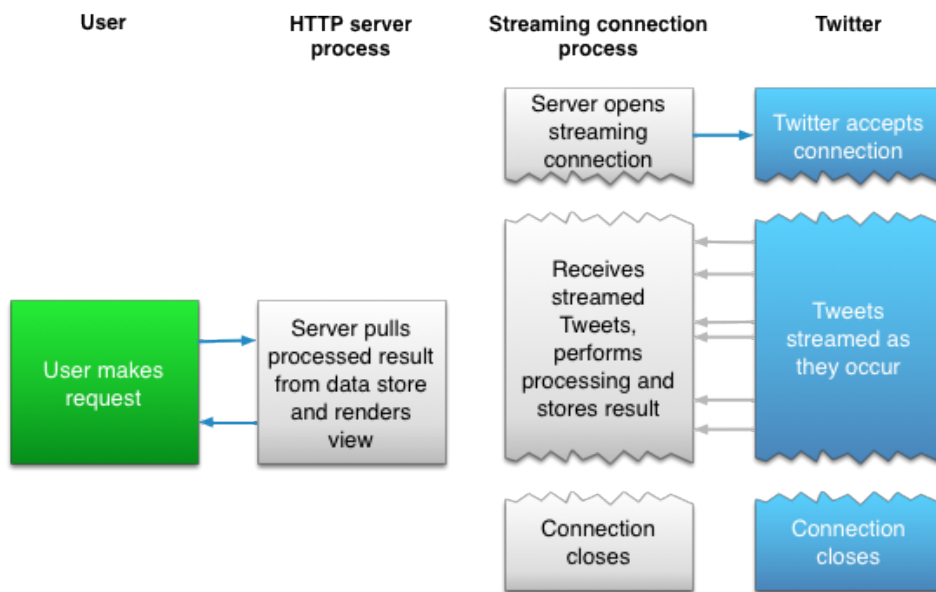 User
HTTP server
process
Streaming connection
process
Twitter
Server opens
streaming
connection
Twitter accepts
connection
User makes
request
Server pulls
processed result
from data store
and renders
view
Receives
streamed
Tweets,
performs
processing and
stores result
Tweets
streamed as
they occur
Connection
closes
Connection
closes